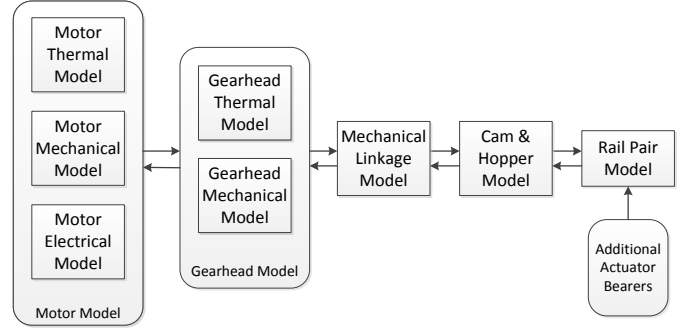 Motor
Thermal
Model
Motor
Mechanical
Model
Motor
Electrical
Model
Motor Model
Gearhead
Thermal
Model
Gearhead
Mechanical
Model
Gearhead Model
Mechanical
Linkage
Model
Cam &
Hopper
Model
Rail Pair
Model
Additional
Actuator
Bearers